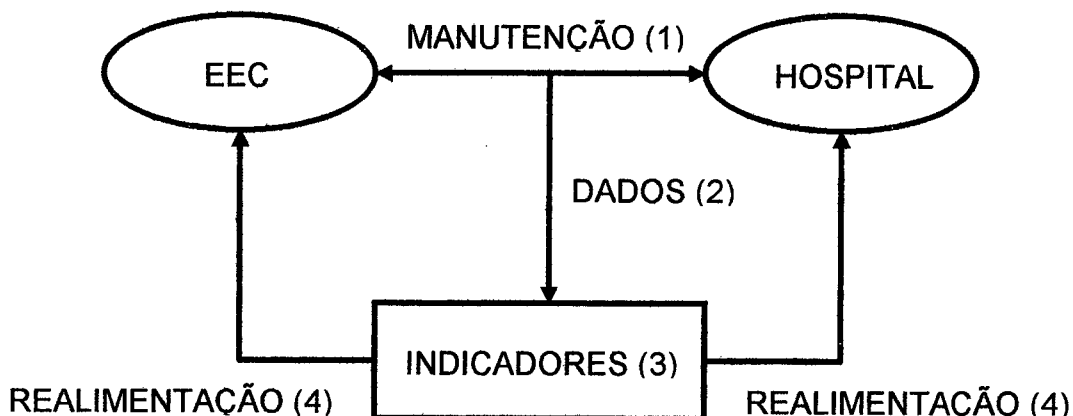 MANUTENÇÃO (1)
EEC
HOSPITAL
DADOS (2)
INDICADORES (3)
REALIMENTAÇÃO (4)
REALIMENTAÇÃO (4)